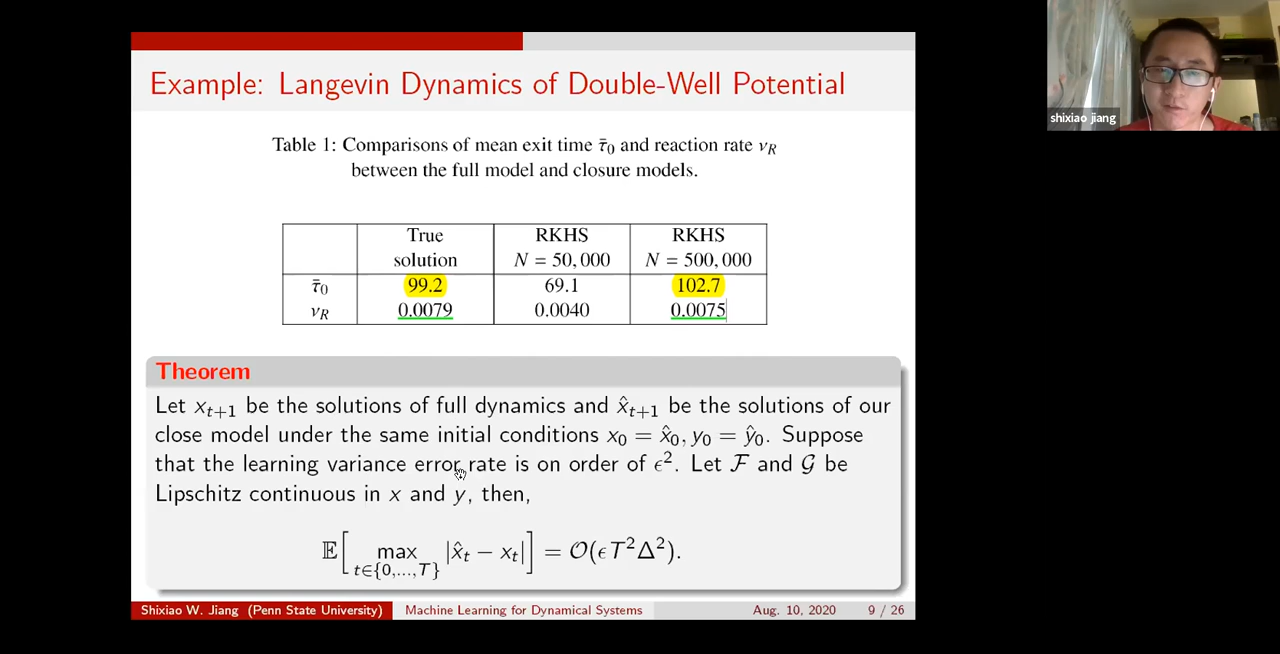 Example: Langevin Dynamics of Double-Well Potential
shixiao jiang
Table 1: Comparisons of mean exit time τ̄₀ and reaction rate ν_R
between the full model and closure models.
True RKHS RKHS
solution N = 50,000 N = 500,000
τ̄₀ 99.2 69.1 102.7
ν_R 0.0079 0.0040 0.0075
Theorem
Let x_{t+1} be the solutions of full dynamics and x̂_{t+1} be the solutions of our
close model under the same initial conditions x₀ = x̂₀, y₀ = ŷ₀. Suppose
that the learning variance error rate is on order of ϵ². Let ℱ and 𝒢 be
Lipschitz continuous in x and y, then,
𝔼[ max_{t∈{0,...,T}} |x̂_t − x_t| ] = 𝒪(ϵT²Δ²).
Shixiao W. Jiang (Penn State University) Machine Learning for Dynamical Systems Aug. 10, 2020 9 / 26